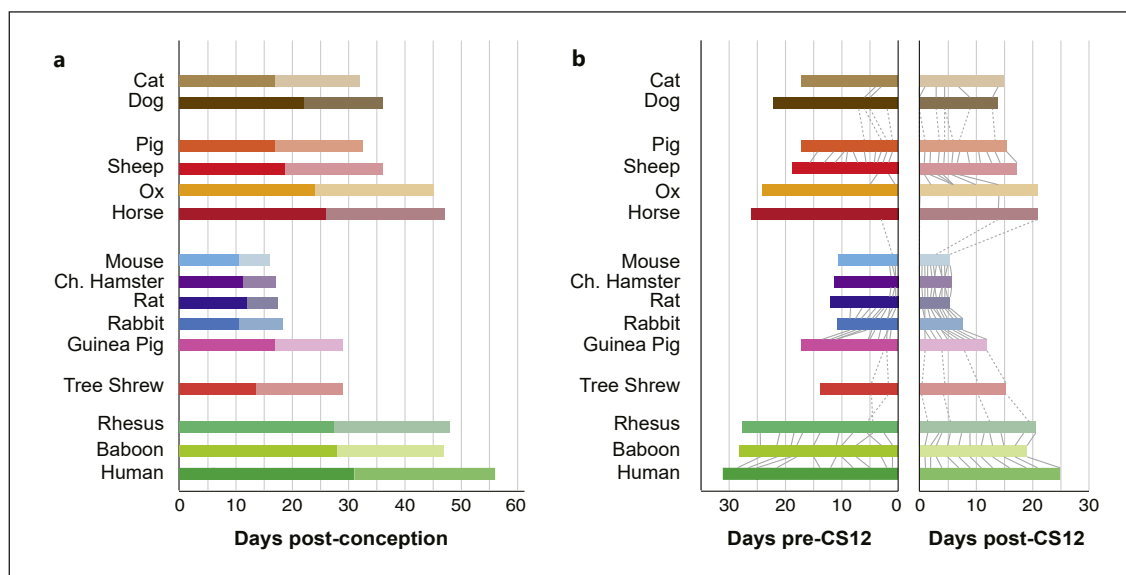 a
b
Cat
Dog
Pig
Sheep
Ox
Horse
Mouse
Ch. Hamster
Rat
Rabbit
Guinea Pig
Tree Shrew
Rhesus
Baboon
Human
0 10 20 30 40 50 60
Days post-conception
Cat
Dog
Pig
Sheep
Ox
Horse
Mouse
Ch. Hamster
Rat
Rabbit
Guinea Pig
Tree Shrew
Rhesus
Baboon
Human
30 20 10 0
0 10 20 30
Days pre-CS12
Days post-CS12